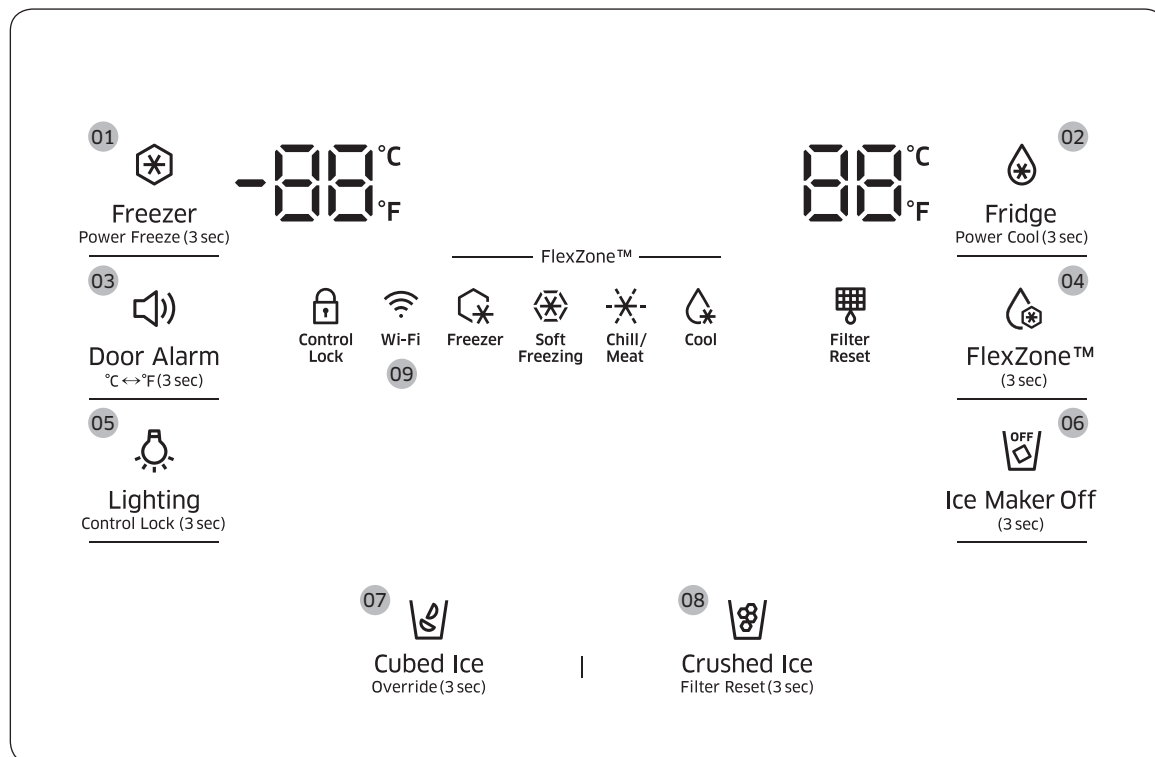 01
Freezer
Power Freeze (3 sec)
-88 °C
°F
88 °C
°F
02
Fridge
Power Cool (3 sec)
FlexZone™
03
Door Alarm
°C ↔ °F (3 sec)
Control
Lock
Wi-Fi
09
Freezer
Soft
Freezing
Chill/
Meat
Cool
Filter
Reset
04
FlexZone™
(3 sec)
05
Lighting
Control Lock (3 sec)
06
OFF
Ice Maker Off
(3 sec)
07
Cubed Ice
Override (3 sec)
08
Crushed Ice
Filter Reset (3 sec)